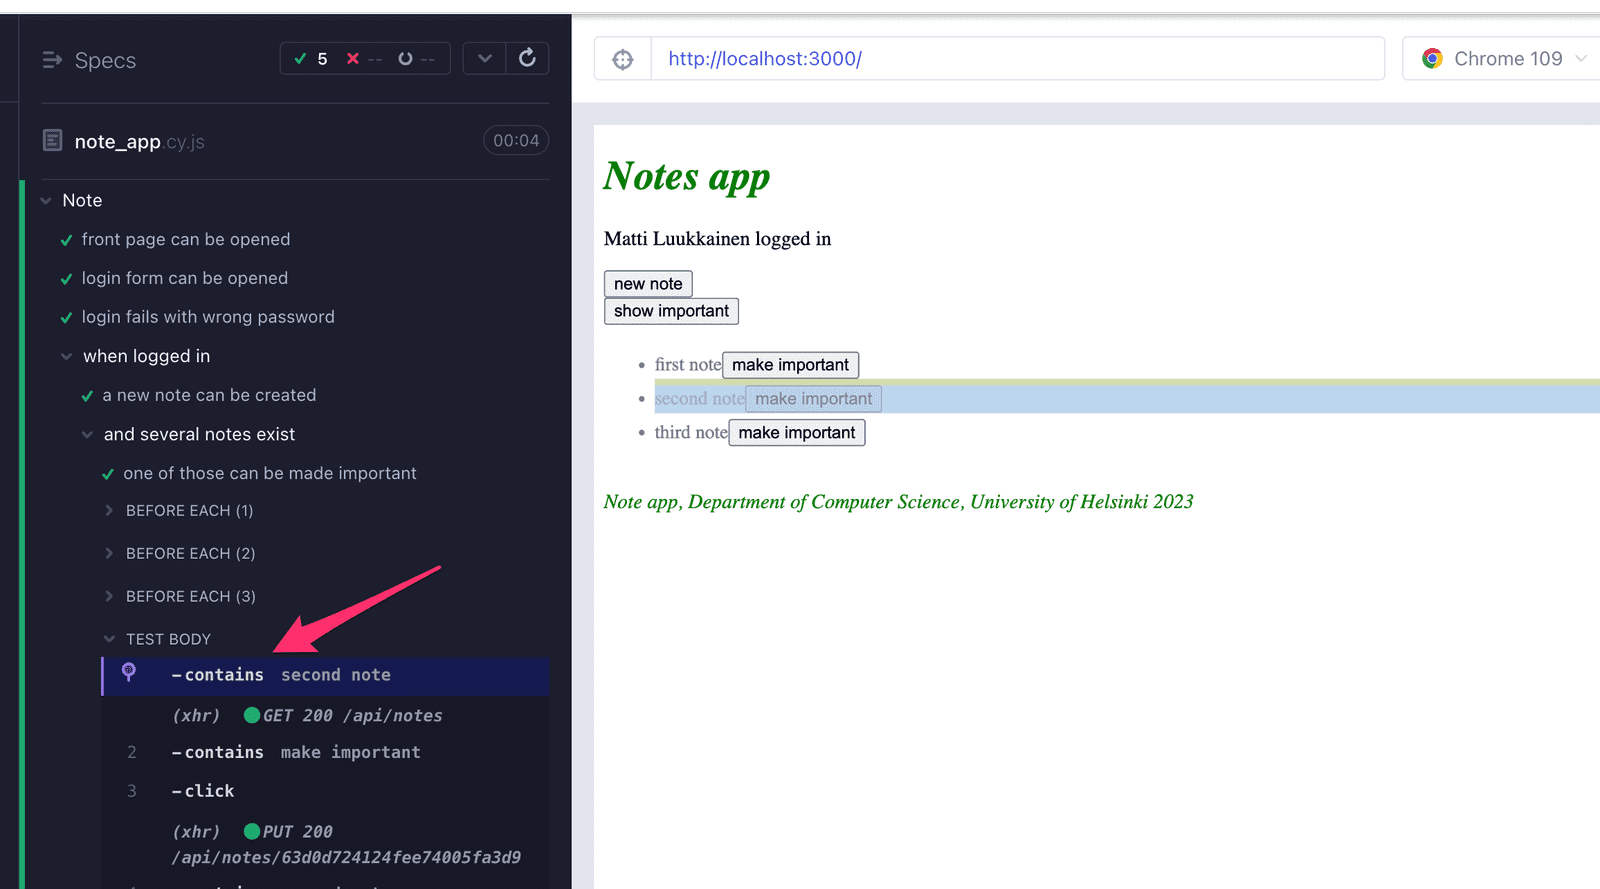 Specs
5 -- --
note_app.cy.js
00:04
Note
front page can be opened
login form can be opened
login fails with wrong password
when logged in
a new note can be created
and several notes exist
one of those can be made important
BEFORE EACH (1)
BEFORE EACH (2)
BEFORE EACH (3)
TEST BODY
-contains second note
(xhr) GET 200 /api/notes
2 -contains make important
3 -click
(xhr) PUT 200
/api/notes/63d0d724124fee74005fa3d9
http://localhost:3000/
Chrome 109
Notes app
Matti Luukkainen logged in
new note
show important
• first note make important
• second note make important
• third note make important
Note app, Department of Computer Science, University of Helsinki 2023